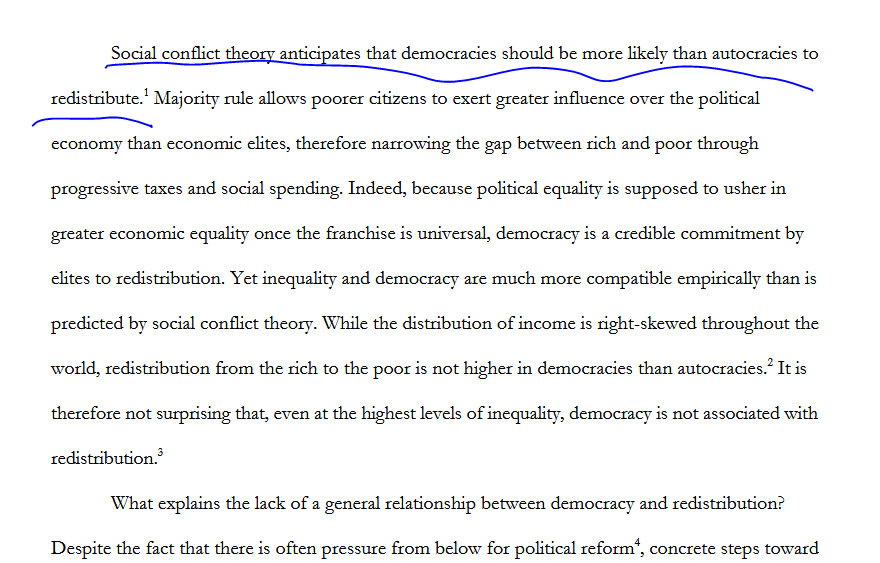 Social conflict theory anticipates that democracies should be more likely than autocracies to
redistribute.¹ Majority rule allows poorer citizens to exert greater influence over the political
economy than economic elites, therefore narrowing the gap between rich and poor through
progressive taxes and social spending. Indeed, because political equality is supposed to usher in
greater economic equality once the franchise is universal, democracy is a credible commitment by
elites to redistribution. Yet inequality and democracy are much more compatible empirically than is
predicted by social conflict theory. While the distribution of income is right-skewed throughout the
world, redistribution from the rich to the poor is not higher in democracies than autocracies.² It is
therefore not surprising that, even at the highest levels of inequality, democracy is not associated with
redistribution.³
What explains the lack of a general relationship between democracy and redistribution?
Despite the fact that there is often pressure from below for political reform⁴, concrete steps toward